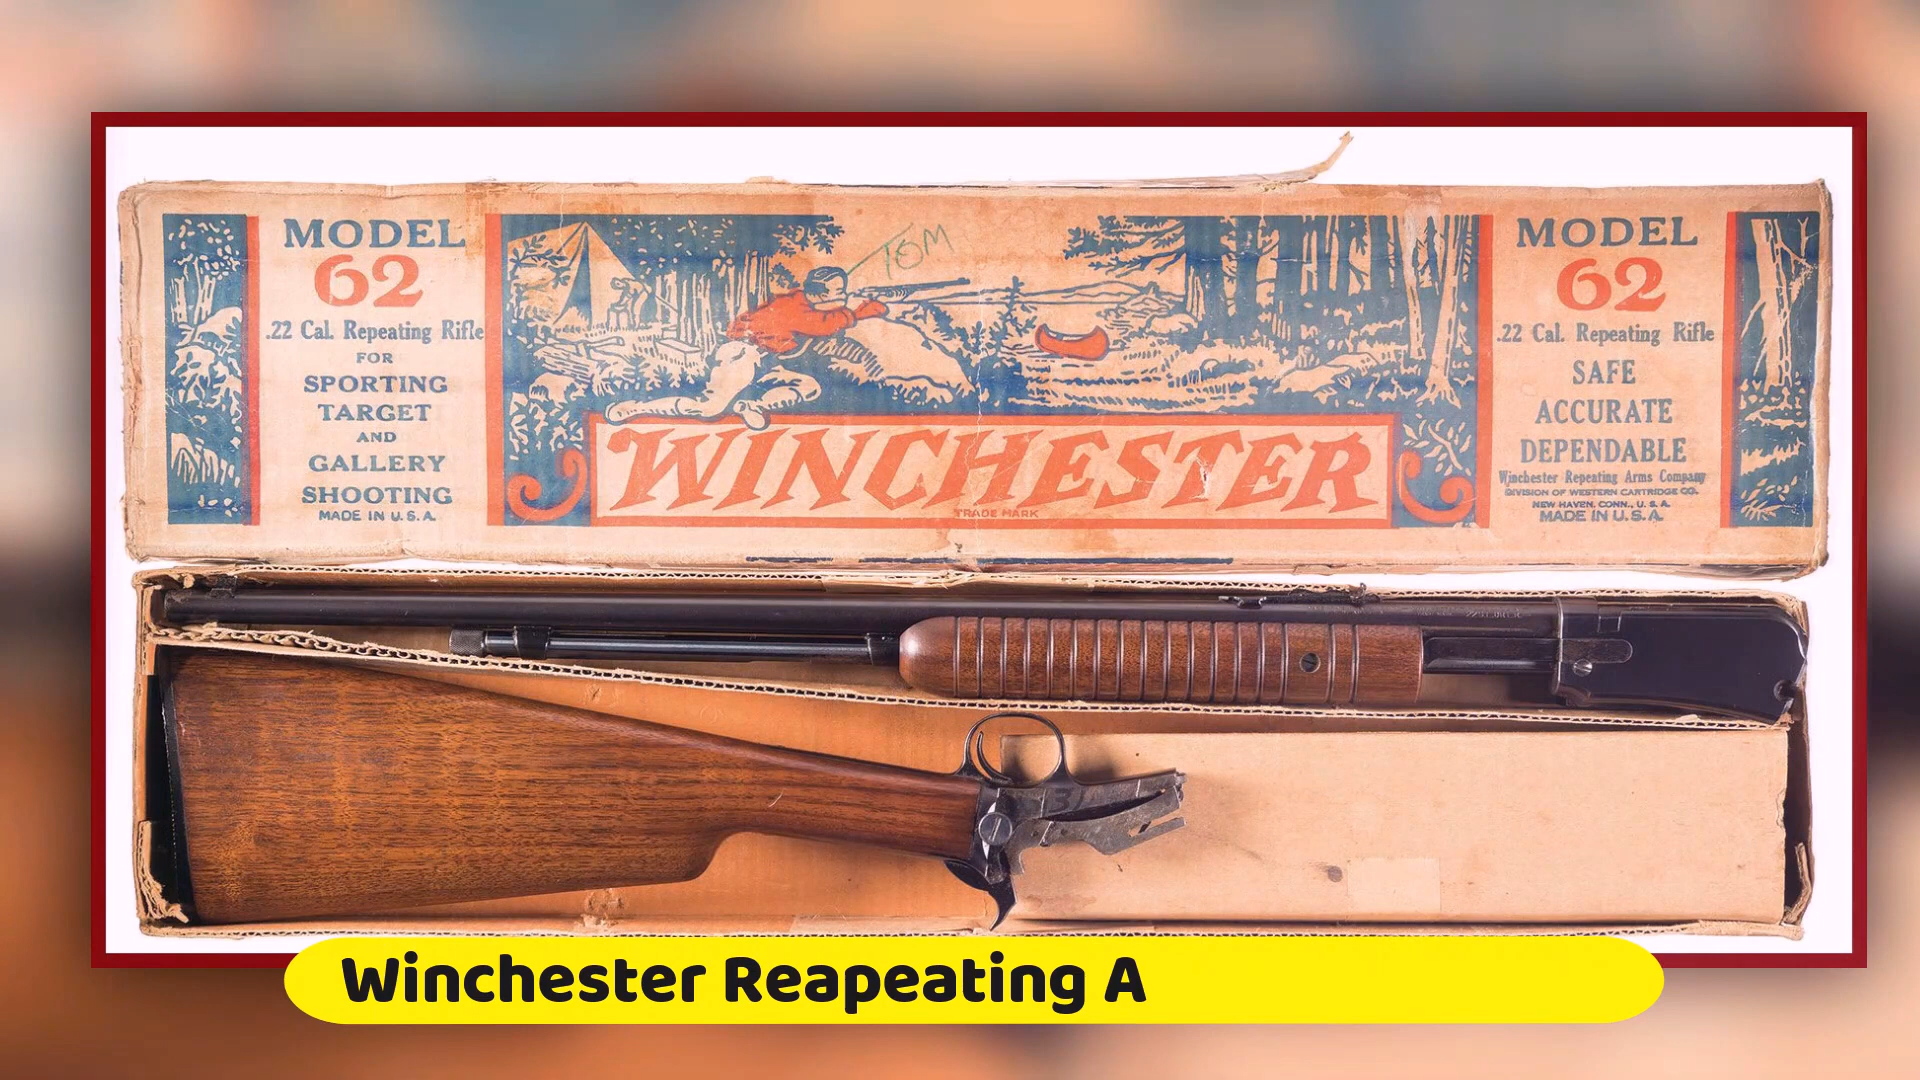 MODEL
62
.22 Cal. Repeating Rifle
FOR
SPORTING
TARGET
AND
GALLERY
SHOOTING
MADE IN U.S.A.
TOM
WINCHESTER
TRADE MARK
MODEL
62
.22 Cal. Repeating Rifle
SAFE
ACCURATE
DEPENDABLE
Winchester Repeating Arms Company
DIVISION OF WESTERN CARTRIDGE CO.
NEW HAVEN, CONN., U. S. A.
MADE IN U.S.A.
Winchester Reapeating A